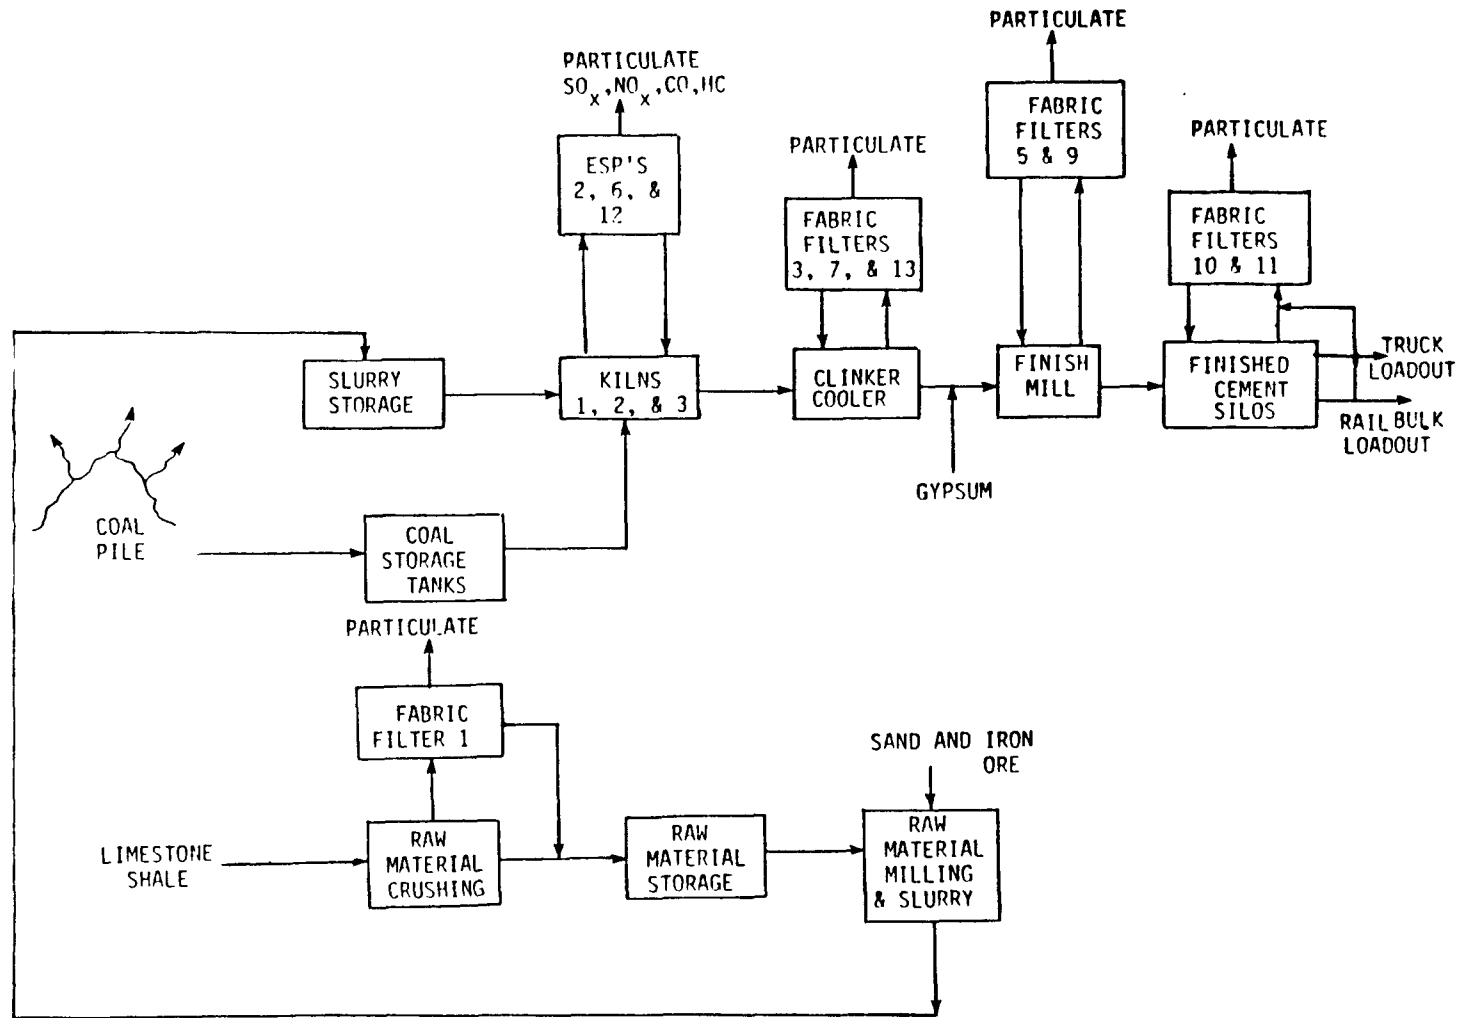 PARTICULATE
SOx,NOx,CO,HC
ESP'S
2, 6, &
12
PARTICULATE
FABRIC
FILTERS
3, 7, & 13
PARTICULATE
FABRIC
FILTERS
5 & 9
PARTICULATE
FABRIC
FILTERS
10 & 11
SLURRY
STORAGE
KILNS
1, 2, & 3
CLINKER
COOLER
GYPSUM
FINISH
MILL
FINISHED
CEMENT
SILOS
TRUCK
LOADOUT
RAIL BULK
LOADOUT
COAL
PILE
COAL
STORAGE
TANKS
PARTICULATE
FABRIC
FILTER 1
LIMESTONE
SHALE
RAW
MATERIAL
CRUSHING
RAW
MATERIAL
STORAGE
SAND AND IRON
ORE
RAW
MATERIAL
MILLING
& SLURRY